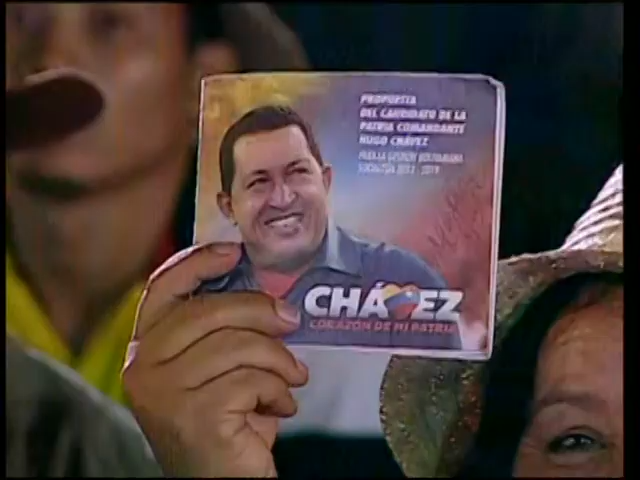 PROPUESTA
DEL CANDIDATO DE LA
PATRIA COMANDANTE
HUGO CHÁVEZ
PARA LA GESTIÓN BOLIVARIANA
SOCIALISTA 2013 - 2019
CHÁVEZ
CORAZÓN DE MI PATRIA